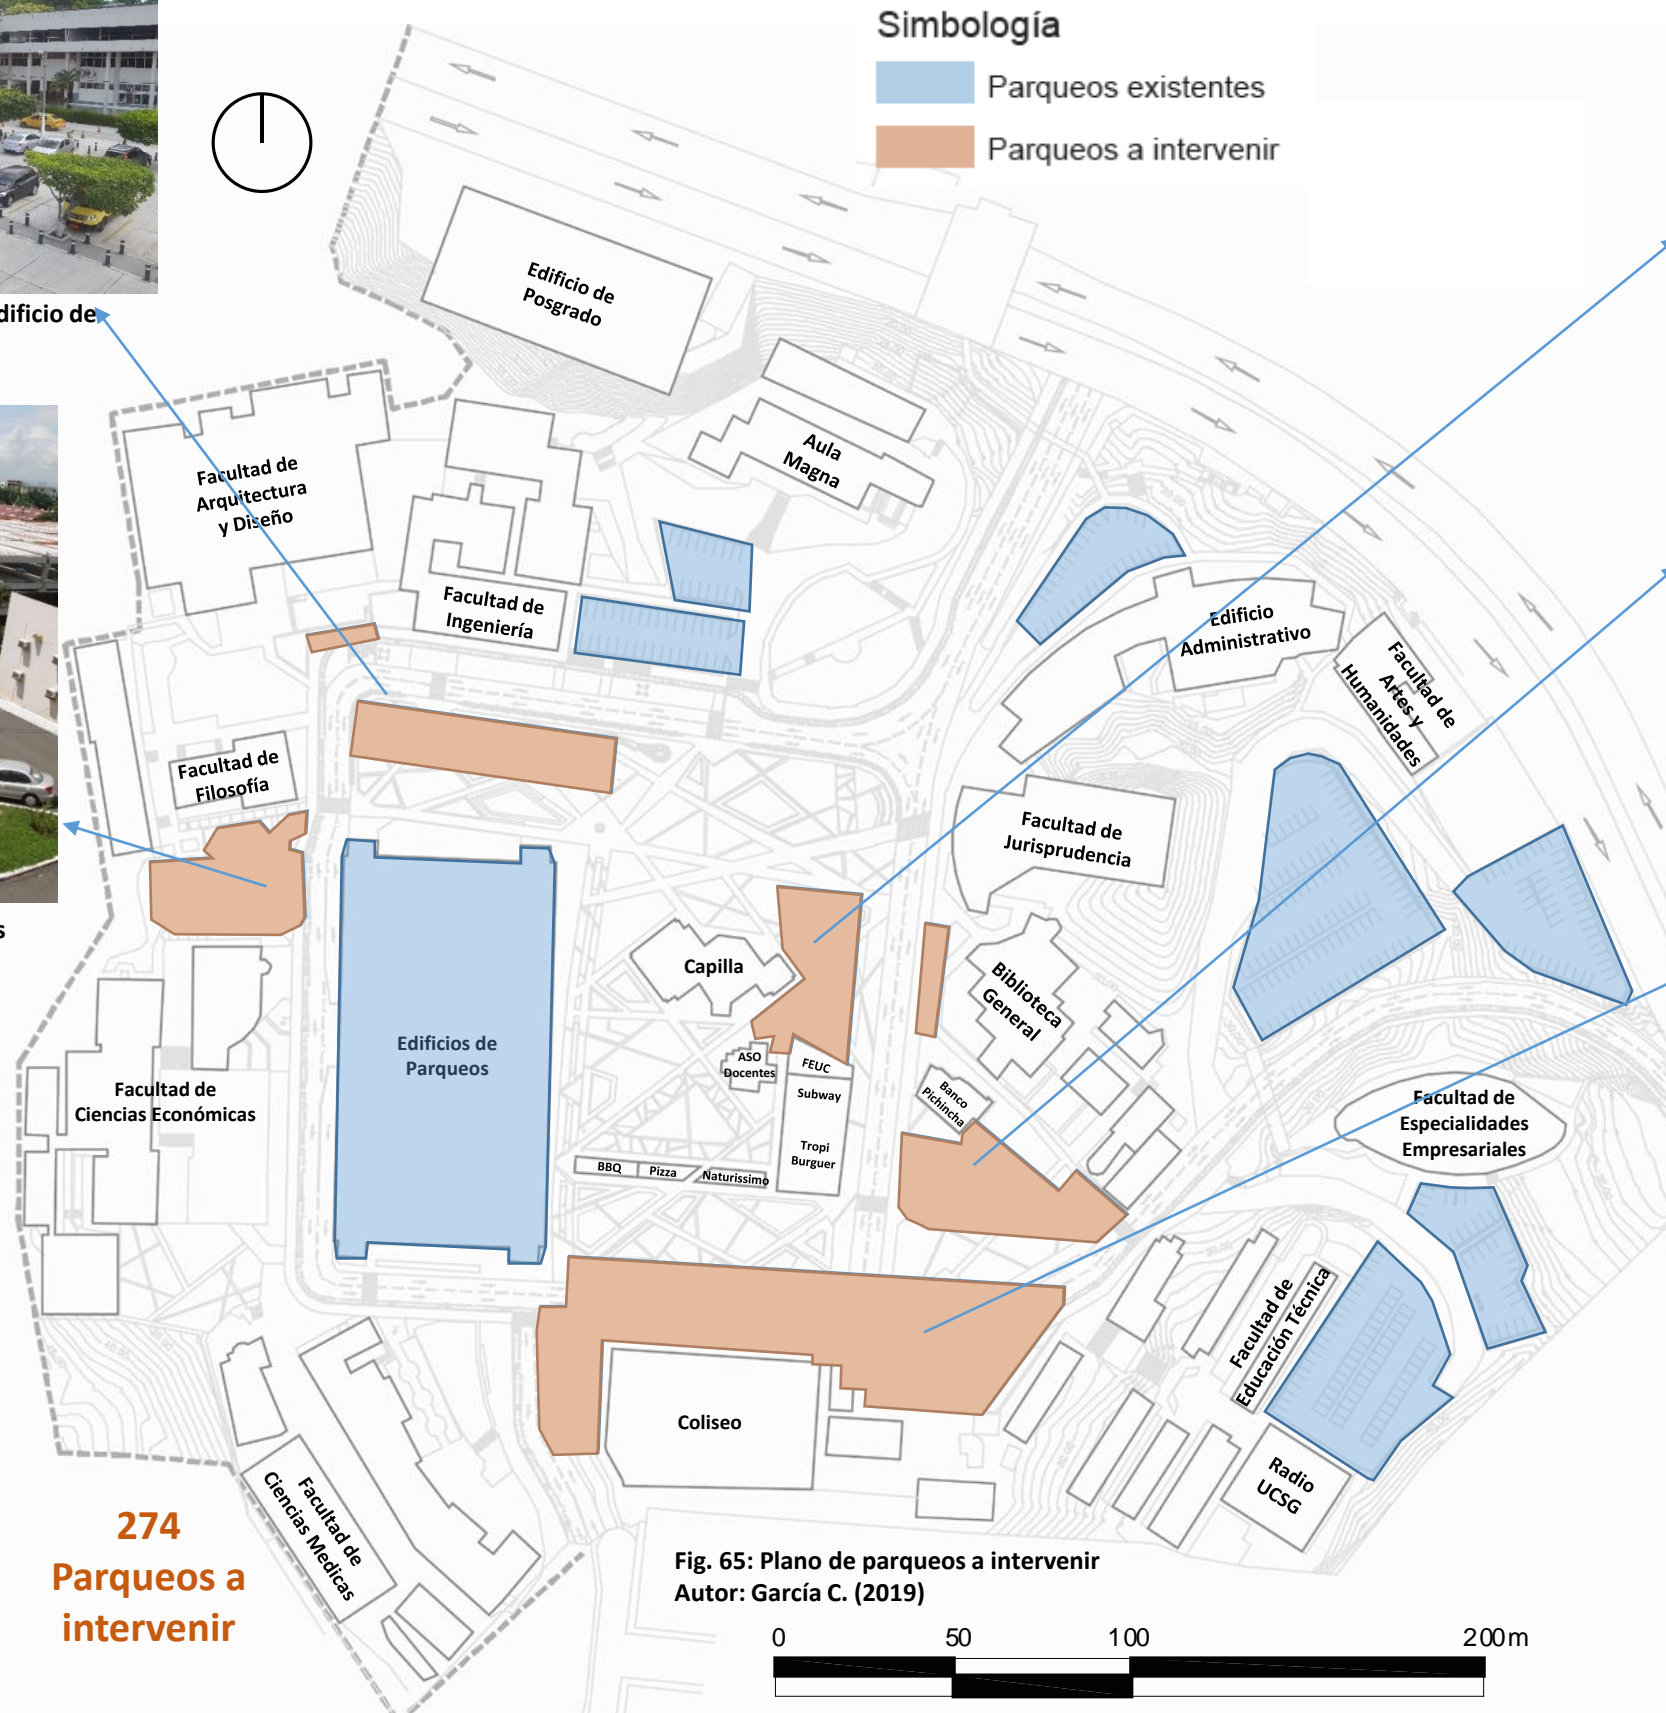 Simbología
Parqueos existentes
Parqueos a intervenir
dificio de
s
Edificio de
Posgrado
Aula
Magna
Facultad de
Arquitectura
y Diseño
Facultad de
Ingeniería
Edificio
Administrativo
Facultad de
Artes y
Humanidades
Facultad de
Filosofía
Facultad de
Jurisprudencia
Capilla
Biblioteca
General
Edificios de
Parqueos
ASO
Docentes
FEUC
Subway
Tropi
Burguer
Banco
Pichincha
Facultad de
Ciencias Económicas
BBQ
Pizza
Naturissimo
Facultad de
Especialidades
Empresariales
Facultad de
Educación Técnica
Coliseo
Radio
UCSG
Facultad de
Ciencias Medicas
274
Parqueos a
intervenir
Fig. 65: Plano de parqueos a intervenir
Autor: García C. (2019)
0 50 100 200m